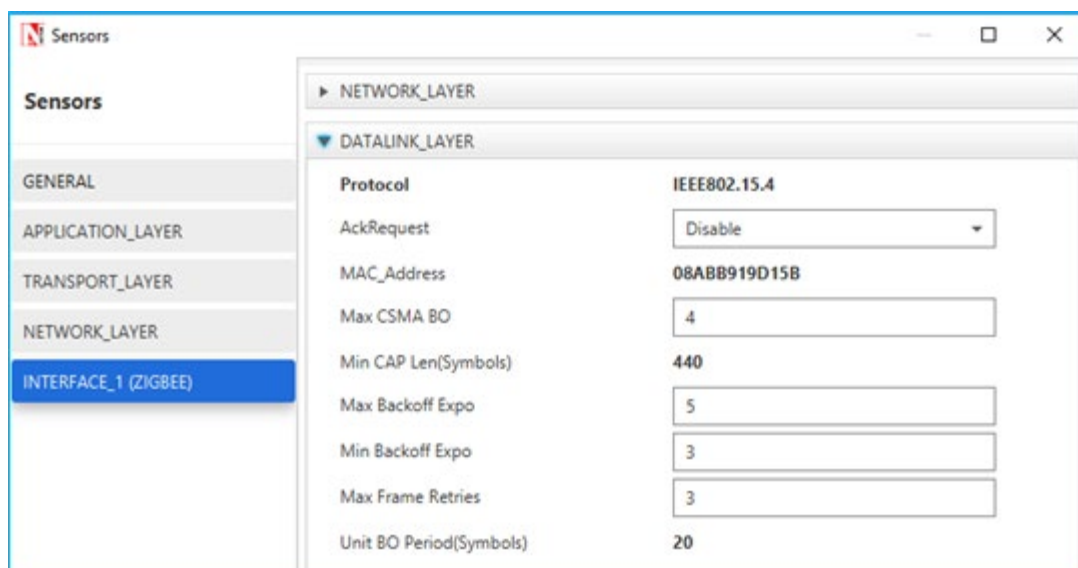 Sensors
Sensors
GENERAL
APPLICATION_LAYER
TRANSPORT_LAYER
NETWORK_LAYER
INTERFACE_1 (ZIGBEE)
NETWORK_LAYER
DATALINK_LAYER
Protocol IEEE802.15.4
AckRequest Disable
MAC_Address 08ABB919D15B
Max CSMA BO 4
Min CAP Len(Symbols) 440
Max Backoff Expo 5
Min Backoff Expo 3
Max Frame Retries 3
Unit BO Period(Symbols) 20